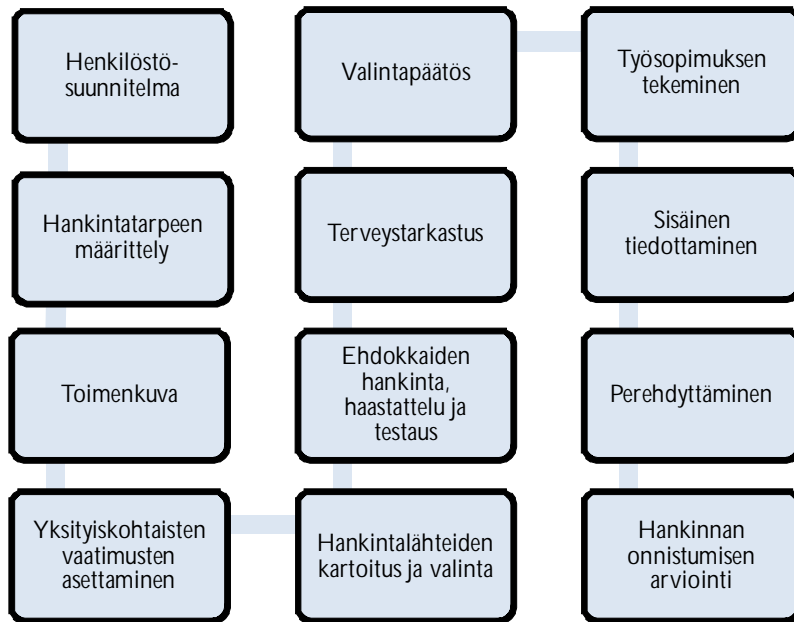 Henkilöstö-
suunnitelma
Hankintatarpeen
määrittely
Toimenkuva
Yksityiskohtaisten
vaatimusten
asettaminen
Hankintalähteiden
kartoitus ja valinta
Ehdokkaiden
hankinta,
haastattelu ja
testaus
Terveystarkastus
Valintapäätös
Työsopimuksen
tekeminen
Sisäinen
tiedottaminen
Perehdyttäminen
Hankinnan
onnistumisen
arviointi